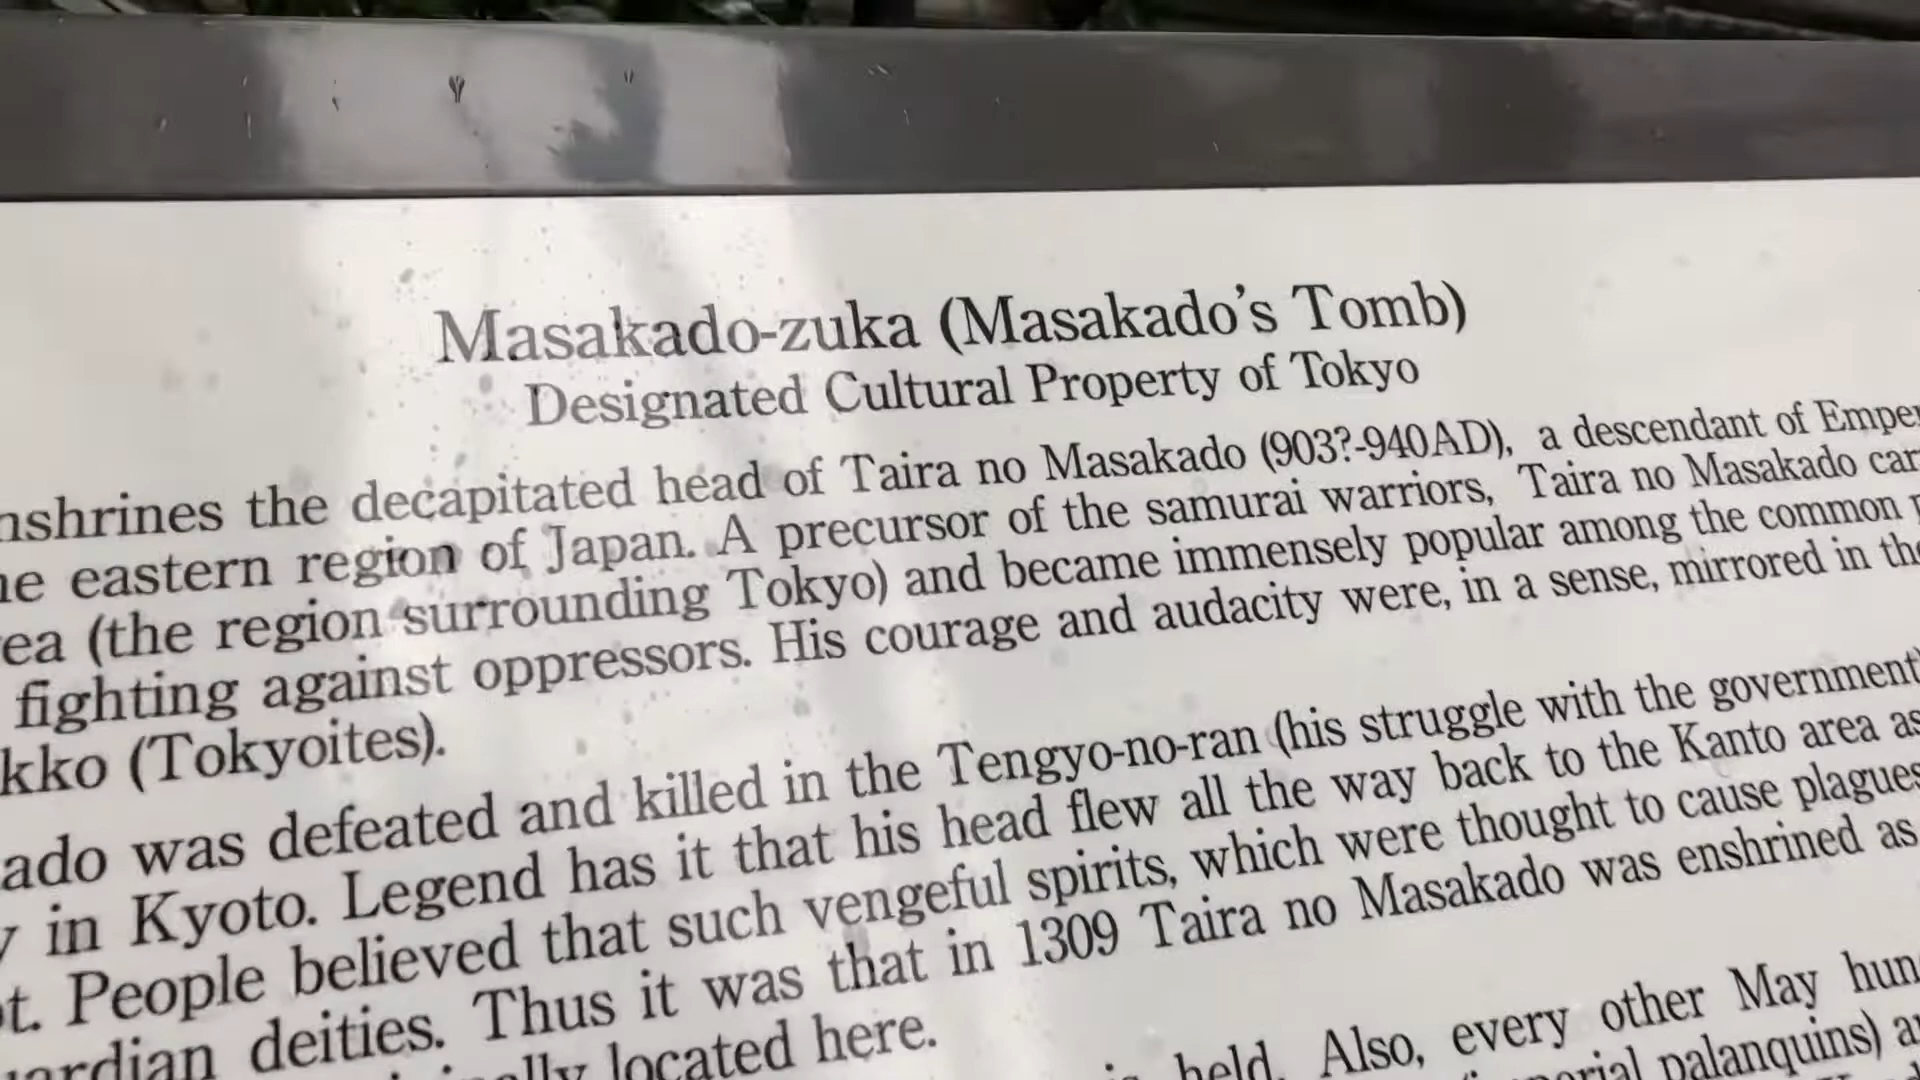 Masakado-zuka (Masakado's Tomb)
Designated Cultural Property of Tokyo
nshrines the decapitated head of Taira no Masakado (903?-940AD), a descendant of Empe
e eastern region of Japan. A precursor of the samurai warriors, Taira no Masakado car
ea (the region surrounding Tokyo) and became immensely popular among the common
fighting against oppressors. His courage and audacity were, in a sense, mirrored in the
kko (Tokyoites).
ado was defeated and killed in the Tengyo-no-ran (his struggle with the government
y in Kyoto. Legend has it that his head flew all the way back to the Kanto area as
t. People believed that such vengeful spirits, which were thought to cause plagues
ardian deities. Thus it was that in 1309 Taira no Masakado was enshrined as
lly located here.
held. Also, every other May hun
palanquins)